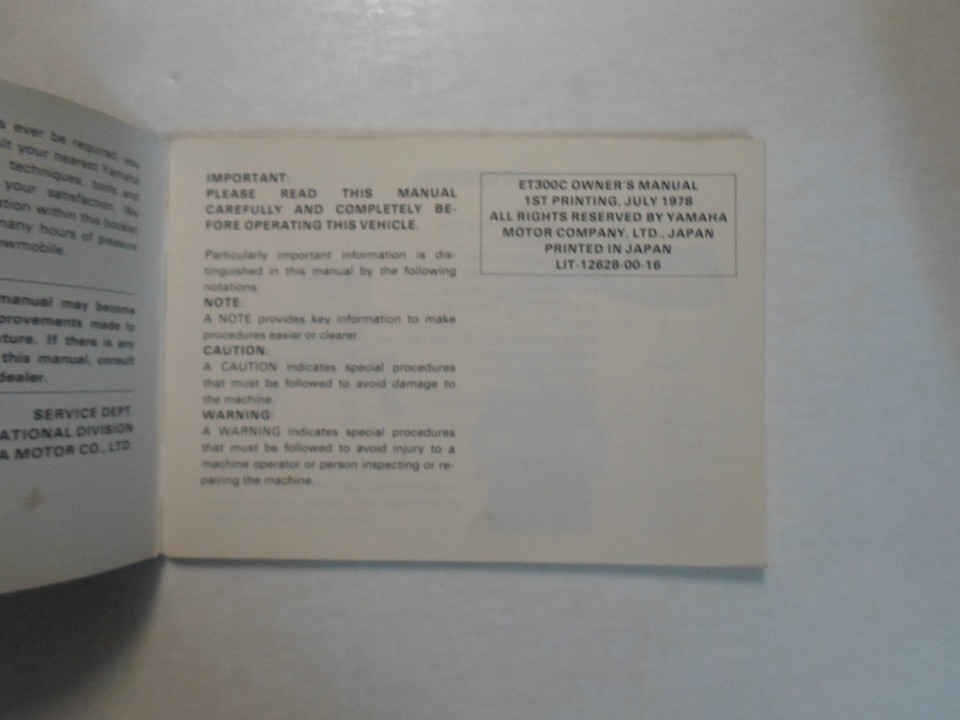 s ever be required, you
lt your nearest Yamaha
techniques, tools and
your satisfaction. We
tion within this booklet
many hours of pleasure
owmobile.
manual may become
provements made to
ture. If there is any
this manual, consult
dealer.
SERVICE DEPT.
ATIONAL DIVISION
A MOTOR CO., LTD.
IMPORTANT:
PLEASE READ THIS MANUAL
CAREFULLY AND COMPLETELY BE-
FORE OPERATING THIS VEHICLE.
Particularly important information is dis-
tinguished in this manual by the following
notations:
NOTE:
A NOTE provides key information to make
procedures easier or clearer.
CAUTION:
A CAUTION indicates special procedures
that must be followed to avoid damage to
the machine.
WARNING:
A WARNING indicates special procedures
that must be followed to avoid injury to a
machine operator or person inspecting or re-
pairing the machine.
ET300C OWNER'S MANUAL
1ST PRINTING, JULY 1978
ALL RIGHTS RESERVED BY YAMAHA
MOTOR COMPANY, LTD., JAPAN
PRINTED IN JAPAN
LIT-12628-00-16